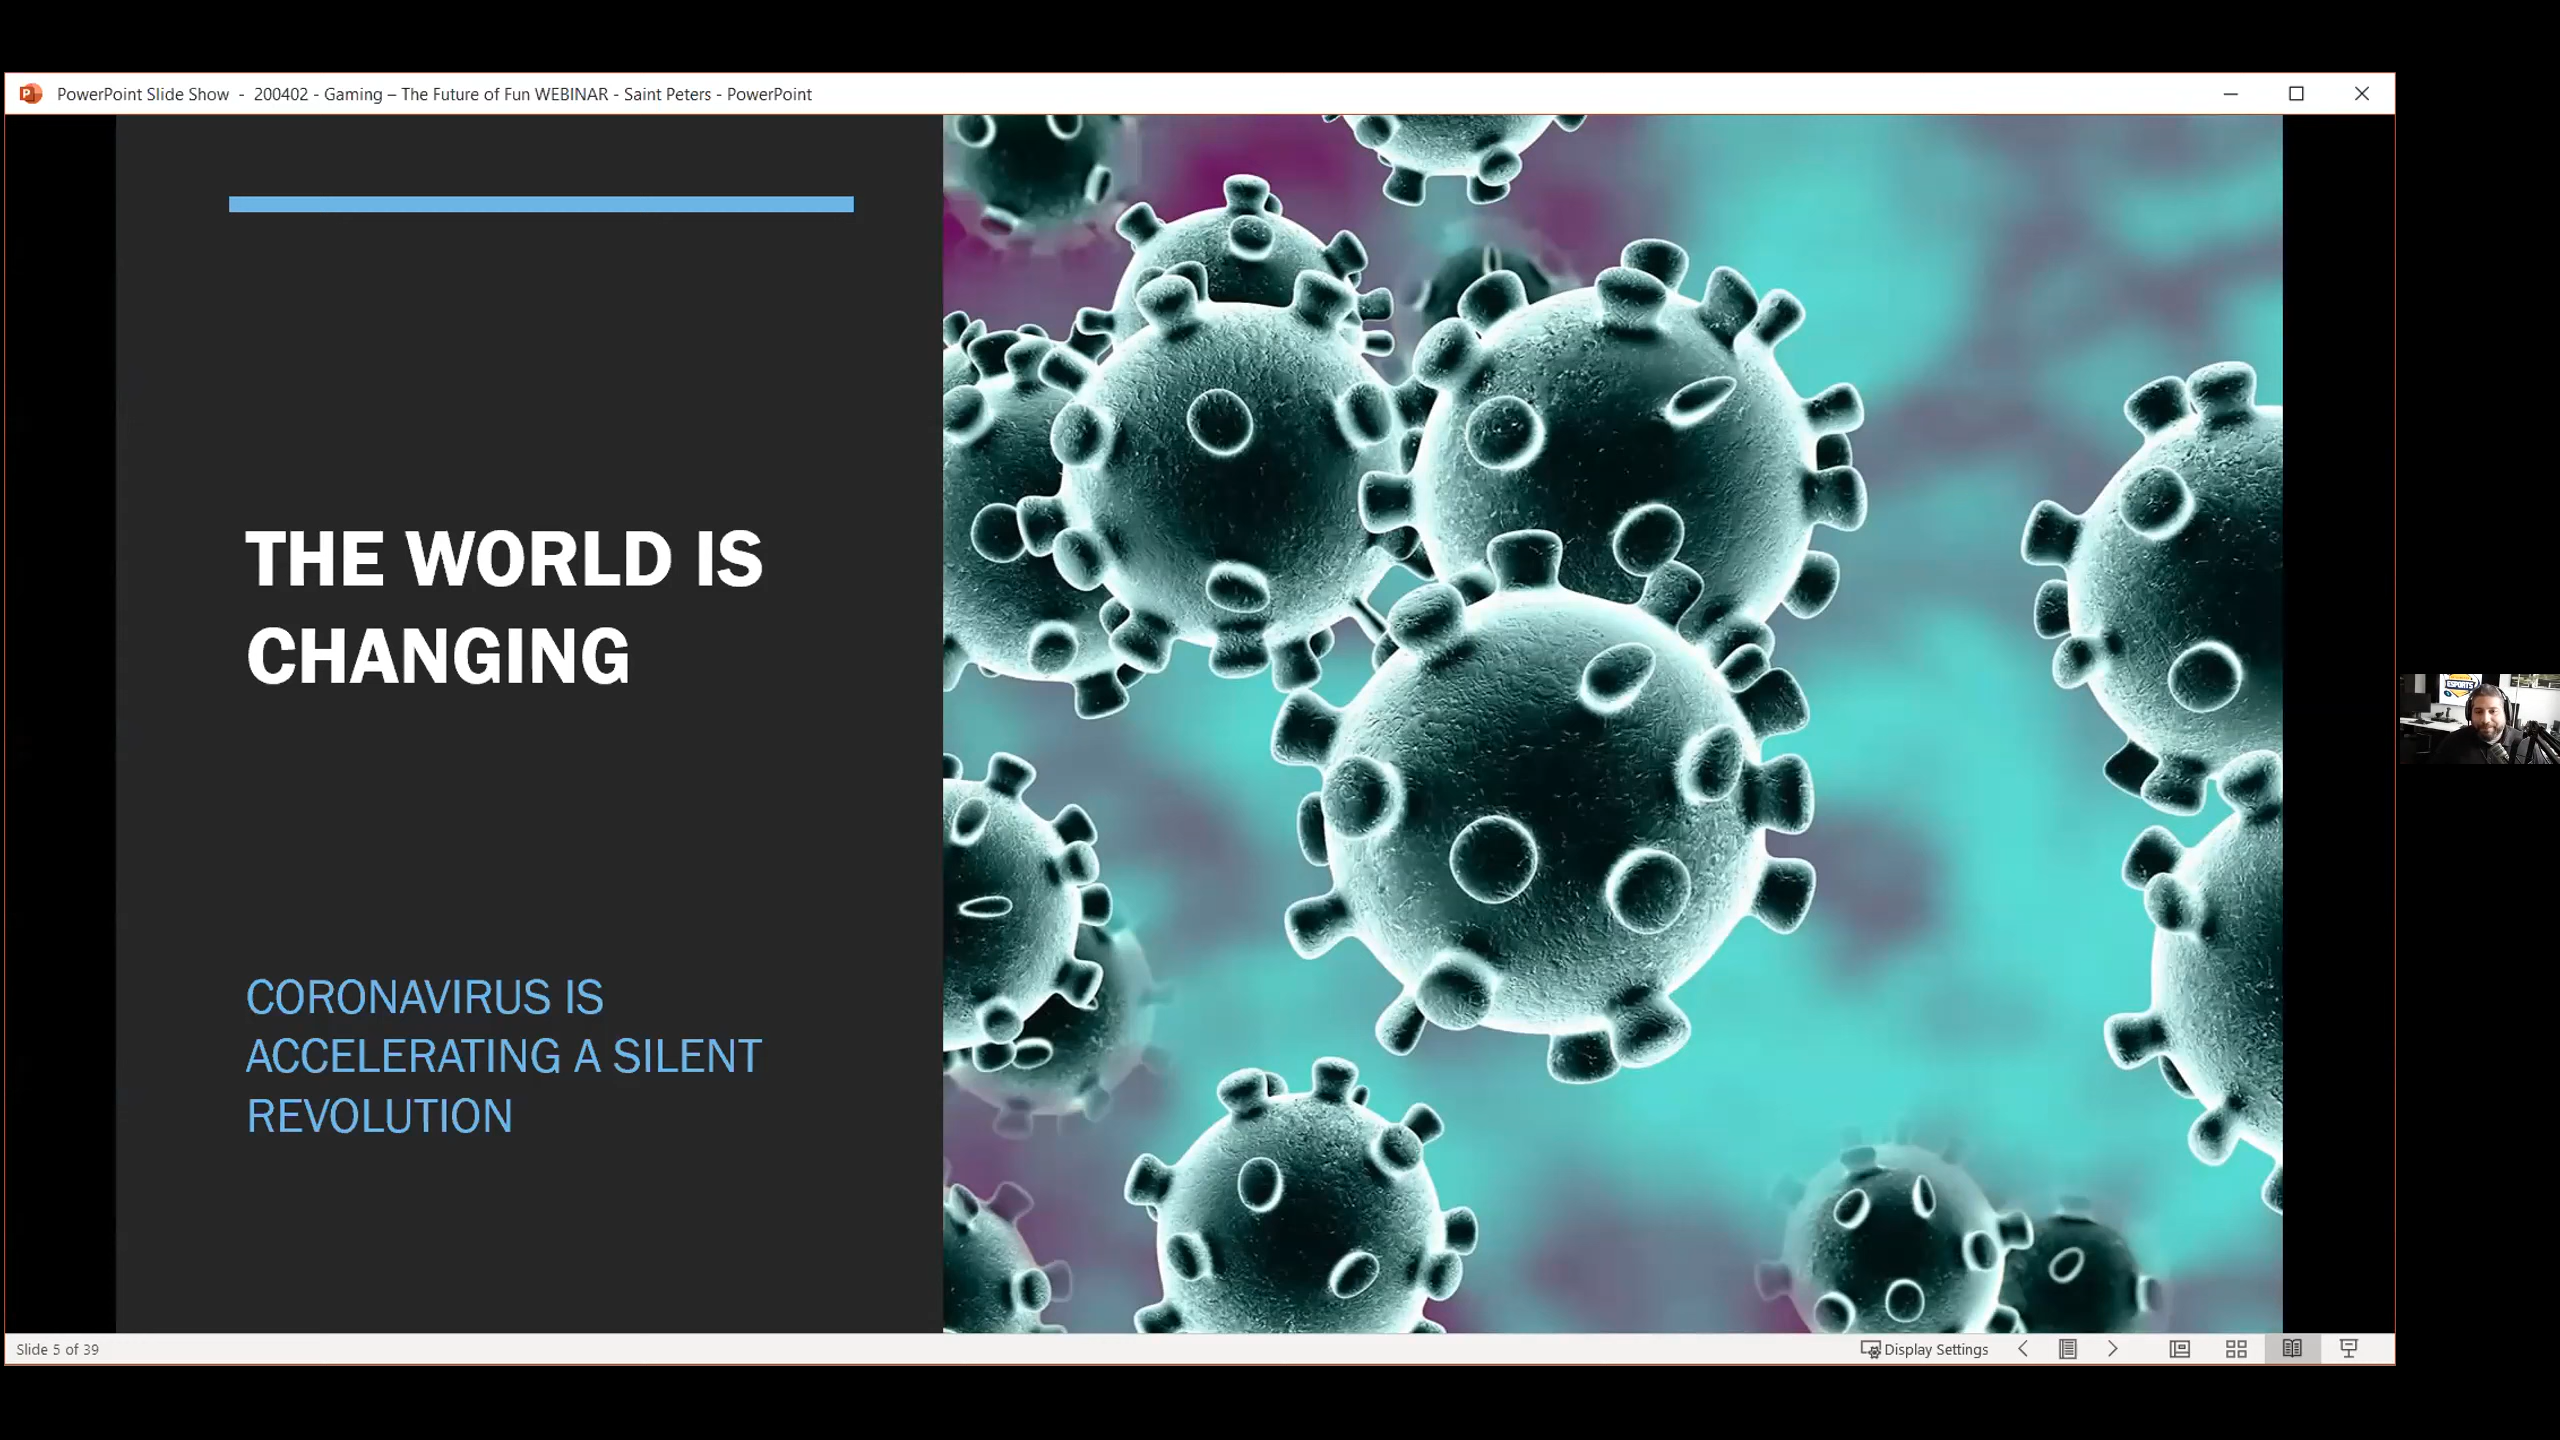 PowerPoint Slide Show - 200402 - Gaming – The Future of Fun WEBINAR - Saint Peters - PowerPoint
THE WORLD IS
CHANGING
CORONAVIRUS IS
ACCELERATING A SILENT
REVOLUTION
ESPORTS
Slide 5 of 39
Display Settings